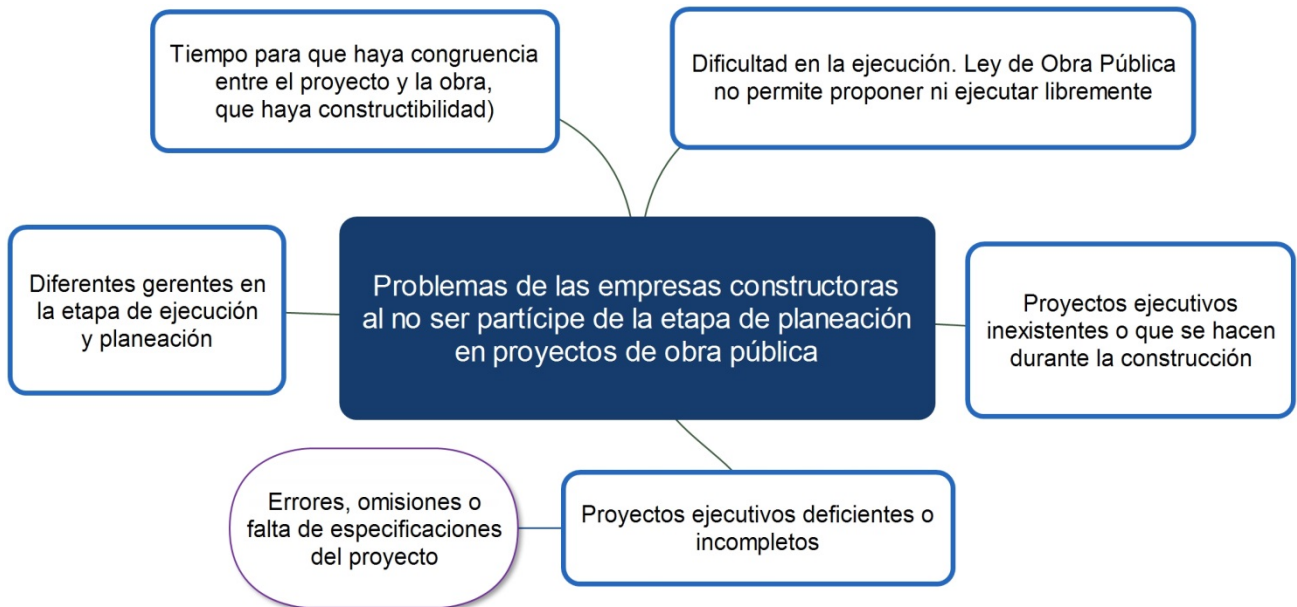 Tiempo para que haya congruencia
entre el proyecto y la obra,
que haya constructibilidad)
Dificultad en la ejecución. Ley de Obra Pública
no permite proponer ni ejecutar libremente
Diferentes gerentes en
la etapa de ejecución
y planeación
Problemas de las empresas constructoras
al no ser partícipe de la etapa de planeación
en proyectos de obra pública
Proyectos ejecutivos
inexistentes o que se hacen
durante la construcción
Errores, omisiones o
falta de especificaciones
del proyecto
Proyectos ejecutivos deficientes o
incompletos